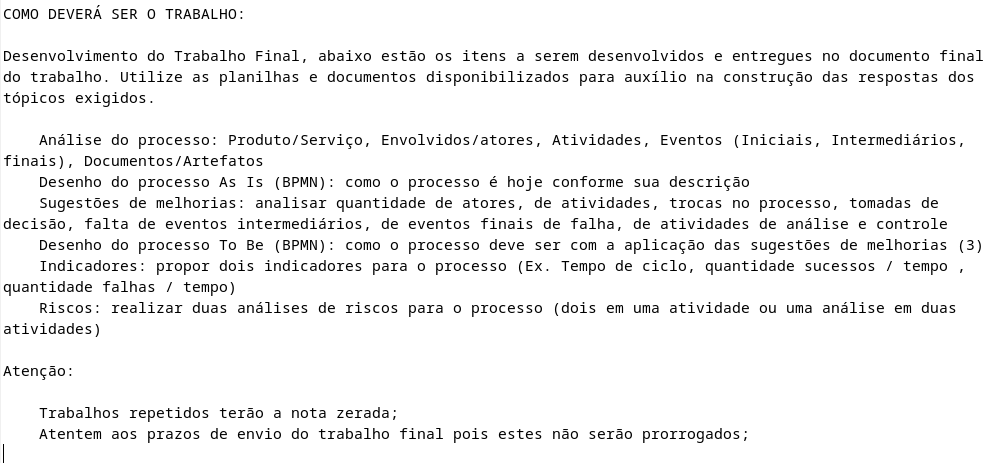 COMO DEVERÁ SER O TRABALHO:
Desenvolvimento do Trabalho Final, abaixo estão os itens a serem desenvolvidos e entregues no documento final
do trabalho. Utilize as planilhas e documentos disponibilizados para auxílio na construção das respostas dos
tópicos exigidos.
Análise do processo: Produto/Serviço, Envolvidos/atores, Atividades, Eventos (Iniciais, Intermediários,
finais), Documentos/Artefatos
Desenho do processo As Is (BPMN): como o processo é hoje conforme sua descrição
Sugestões de melhorias: analisar quantidade de atores, de atividades, trocas no processo, tomadas de
decisão, falta de eventos intermediários, de eventos finais de falha, de atividades de análise e controle
Desenho do processo To Be (BPMN): como o processo deve ser com a aplicação das sugestões de melhorias (3)
Indicadores: propor dois indicadores para o processo (Ex. Tempo de ciclo, quantidade sucessos / tempo ,
quantidade falhas / tempo)
Riscos: realizar duas análises de riscos para o processo (dois em uma atividade ou uma análise em duas
atividades)
Atenção:
Trabalhos repetidos terão a nota zerada;
Atentem aos prazos de envio do trabalho final pois estes não serão prorrogados;